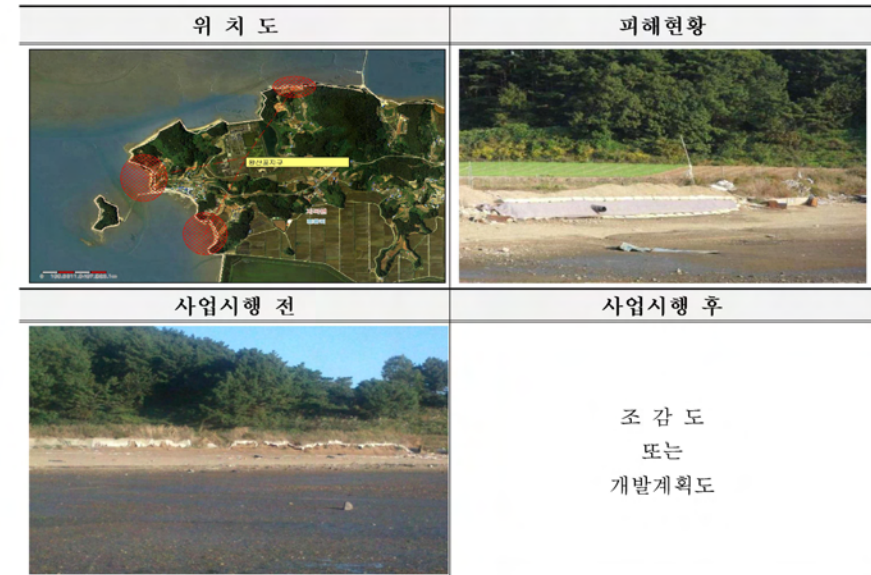 위 치 도
피해현황
사업시행 전
사업시행 후
조 감 도
또는
개발계획도